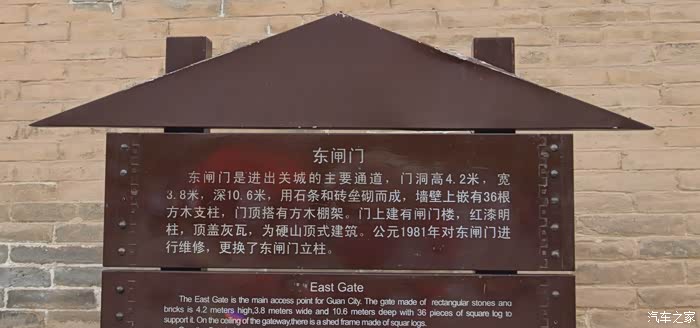 东闸门
东闸门是进出关城的主要通道，门洞高4.2米，宽
3.8米，深10.6米，用石条和砖垒砌而成，墙壁上嵌有36根
方木支柱，门顶搭有方木棚架。门上建有闸门楼，红漆明
柱，顶盖灰瓦，为硬山顶式建筑。公元1981年对东闸门进
行维修，更换了东闸门立柱。
East Gate
The East Gate is the main access point for Guan City. The gate made of rectangular stones ano
bricks is 4.2 meters high,3.8 meters wide and 10.6 meters deep with 36 pieces of square log to
support it. On the ceiling of the gateway,there is a shed frame made of squar logs.
汽车之家